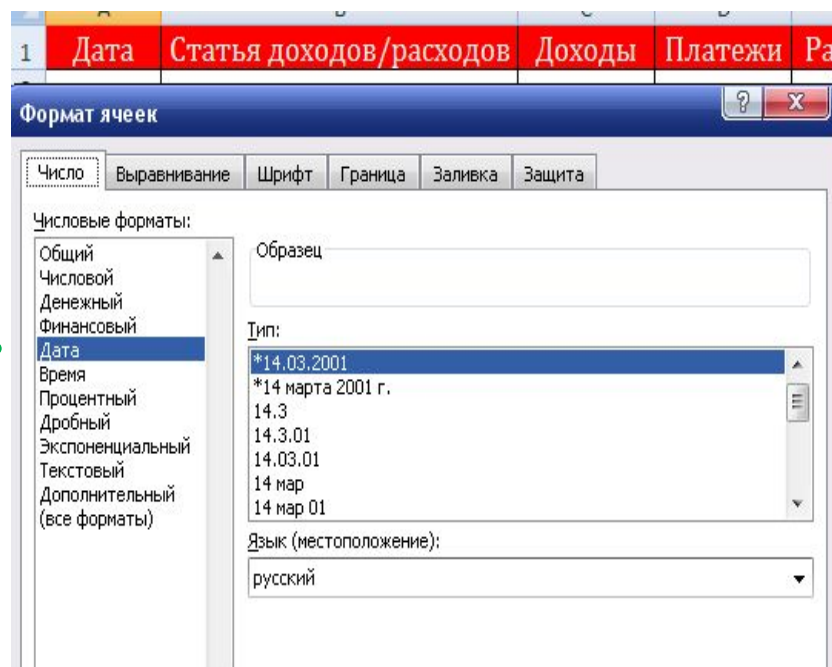 1 Дата Статья доходов/расходов Доходы Платежи Ра
Формат ячеек
Число Выравнивание Шрифт Граница Заливка Защита
Числовые форматы:
Общий
Числовой
Денежный
Финансовый
Дата
Время
Процентный
Дробный
Экспоненциальный
Текстовый
Дополнительный
(все форматы)
Образец
Тип:
*14.03.2001
*14 марта 2001 г.
14.3
14.3.01
14.03.01
14 мар
14 мар 01
Язык (местоположение):
русский